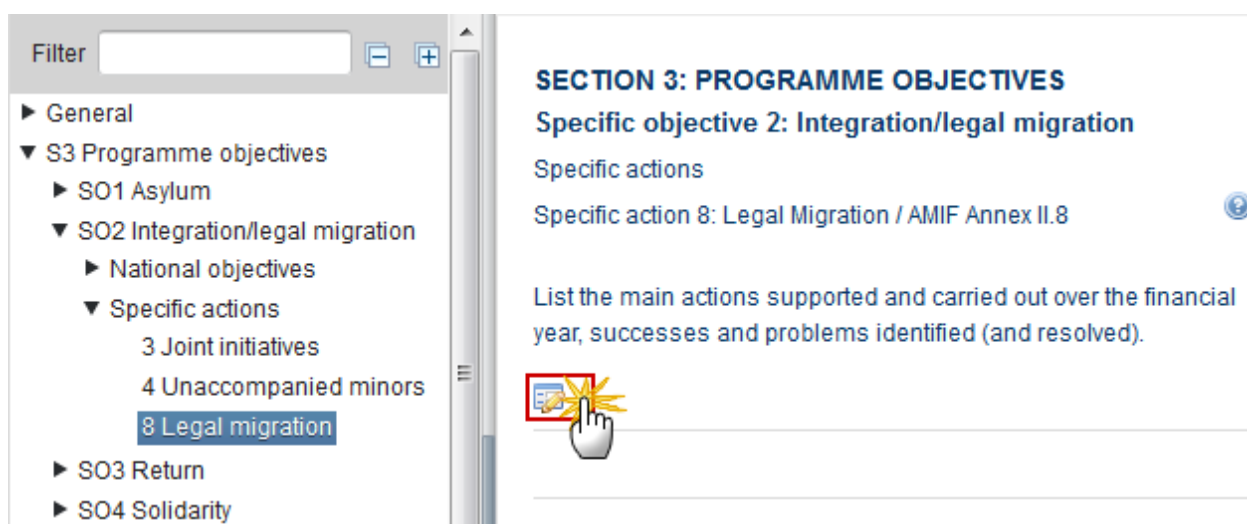 Filter
General
S3 Programme objectives
SO1 Asylum
SO2 Integration/legal migration
National objectives
Specific actions
3 Joint initiatives
4 Unaccompanied minors
8 Legal migration
SO3 Return
SO4 Solidarity
SECTION 3: PROGRAMME OBJECTIVES
Specific objective 2: Integration/legal migration
Specific actions
Specific action 8: Legal Migration / AMIF Annex II.8
List the main actions supported and carried out over the financial
year, successes and problems identified (and resolved).